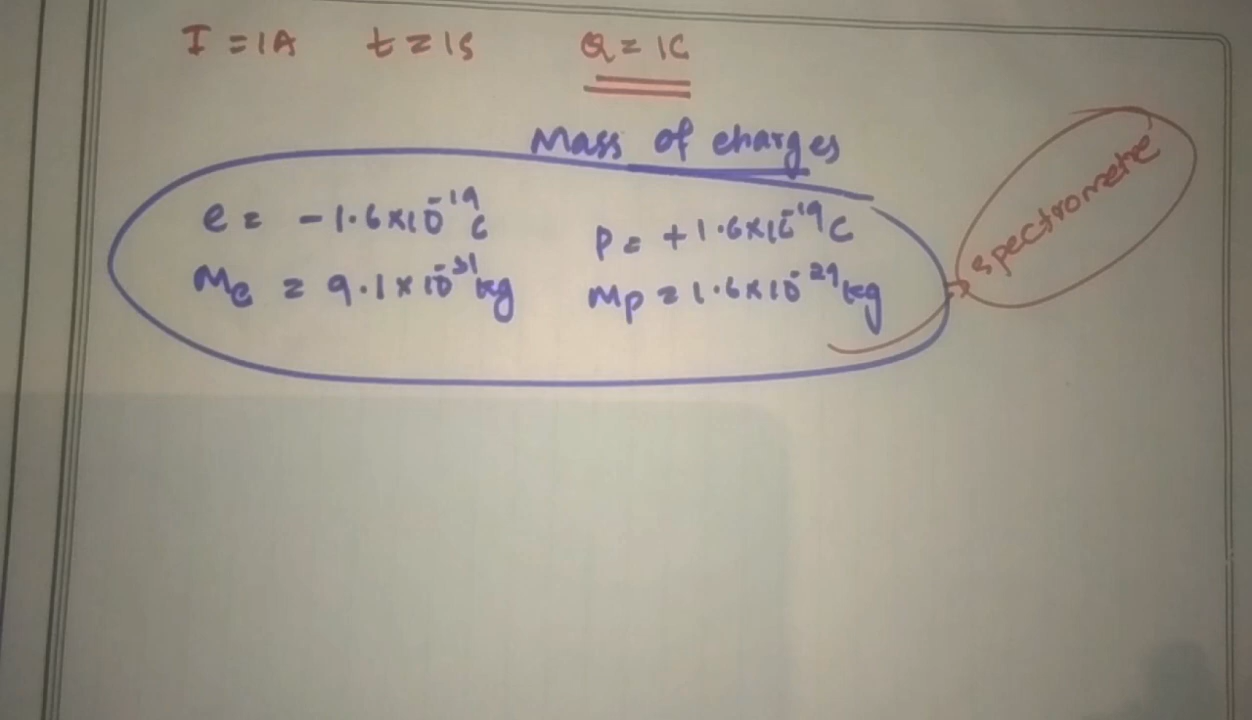 I = 1A t = 1s Q = 1C
Mass of charges
e = -1.6×10^-19 C P = +1.6×10^-19 C
Me = 9.1×10^-31 kg Mp = 1.6×10^-29 kg
spectromete